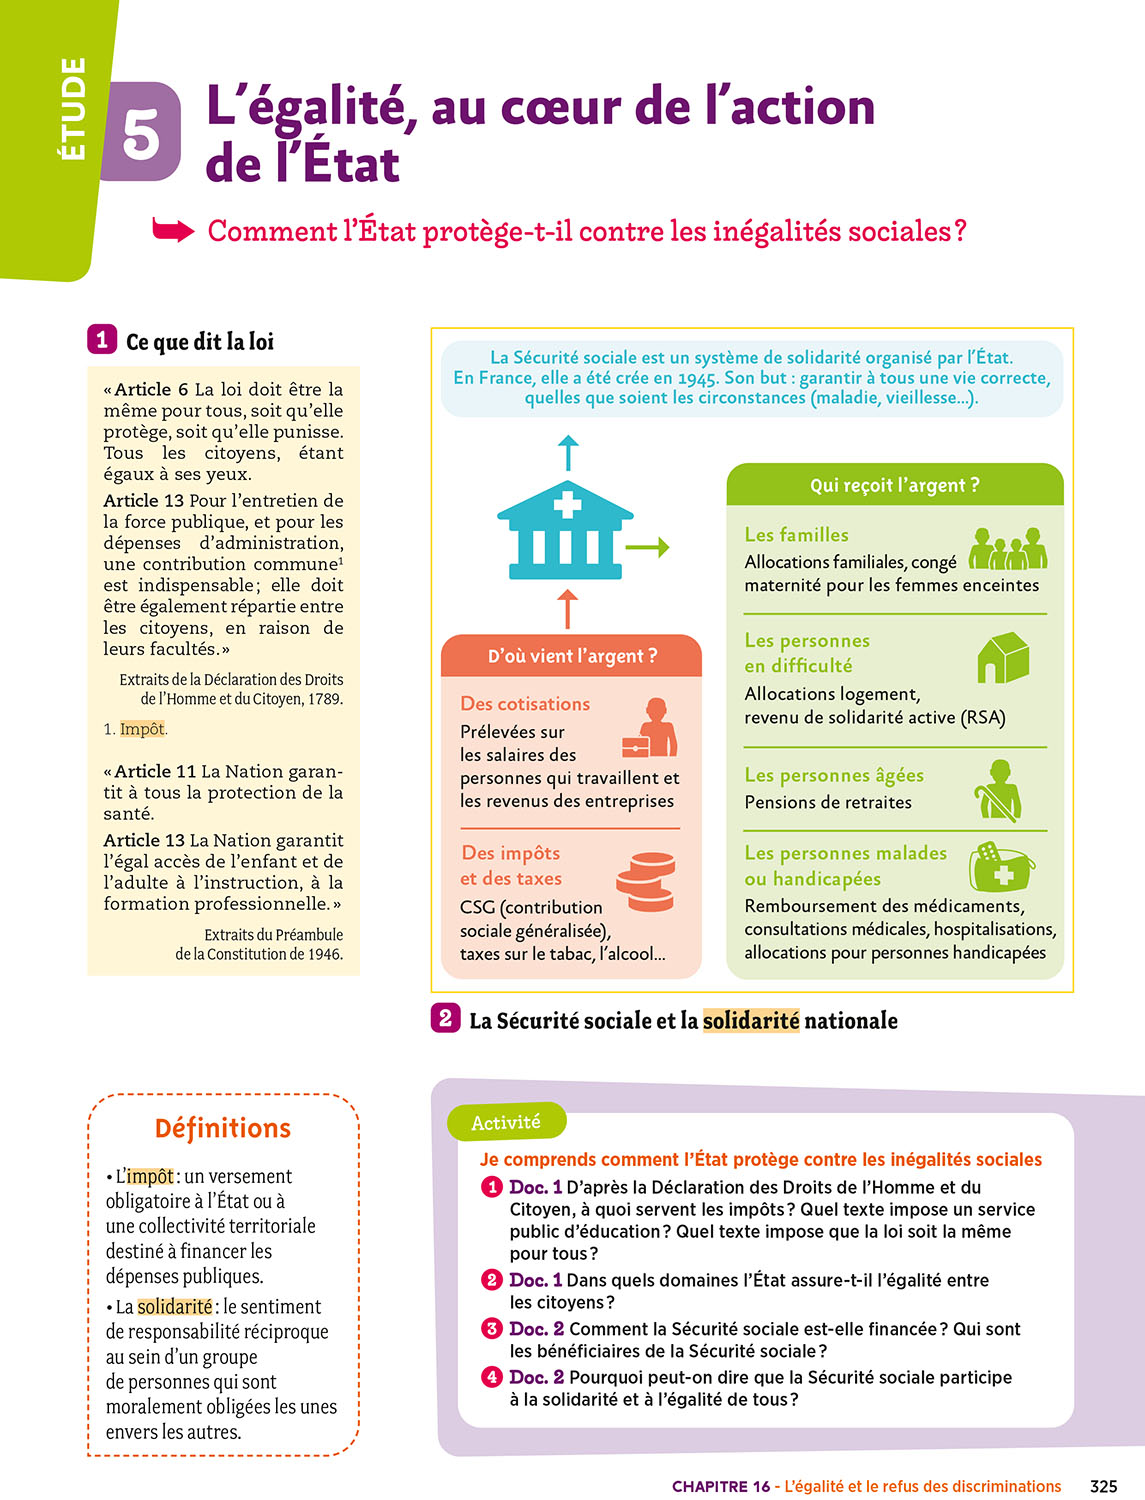 ÉTUDE
5
L'égalité, au cœur de l'action
de l'État
Comment l'État protège-t-il contre les inégalités sociales ?
1 Ce que dit la loi
« Article 6 La loi doit être la
même pour tous, soit qu'elle
protège, soit qu'elle punisse.
Tous les citoyens, étant
égaux à ses yeux.
Article 13 Pour l'entretien de
la force publique, et pour les
dépenses d'administration,
une contribution commune¹
est indispensable ; elle doit
être également répartie entre
les citoyens, en raison de
leurs facultés. »
Extraits de la Déclaration des Droits
de l'Homme et du Citoyen, 1789.
1. Impôt.
« Article 11 La Nation garan-
tit à tous la protection de la
santé.
Article 13 La Nation garantit
l'égal accès de l'enfant et de
l'adulte à l'instruction, à la
formation professionnelle. »
Extraits du Préambule
de la Constitution de 1946.
La Sécurité sociale est un système de solidarité organisé par l'État.
En France, elle a été crée en 1945. Son but : garantir à tous une vie correcte,
quelles que soient les circonstances (maladie, vieillesse...).
D'où vient l'argent ?
Des cotisations
Prélevées sur
les salaires des
personnes qui travaillent et
les revenus des entreprises
Des impôts
et des taxes
CSG (contribution
sociale généralisée),
taxes sur le tabac, l'alcool...
Qui reçoit l'argent ?
Les familles
Allocations familiales, congé
maternité pour les femmes enceintes
Les personnes
en difficulté
Allocations logement,
revenu de solidarité active (RSA)
Les personnes âgées
Pensions de retraites
Les personnes malades
ou handicapées
Remboursement des médicaments,
consultations médicales, hospitalisations,
allocations pour personnes handicapées
2 La Sécurité sociale et la solidarité nationale
Définitions
• L'impôt : un versement
obligatoire à l'État ou à
une collectivité territoriale
destiné à financer les
dépenses publiques.
• La solidarité : le sentiment
de responsabilité réciproque
au sein d'un groupe
de personnes qui sont
moralement obligées les unes
envers les autres.
Activité
Je comprends comment l'État protège contre les inégalités sociales
1 Doc. 1 D'après la Déclaration des Droits de l'Homme et du
Citoyen, à quoi servent les impôts ? Quel texte impose un service
public d'éducation ? Quel texte impose que la loi soit la même
pour tous ?
2 Doc. 1 Dans quels domaines l'État assure-t-il l'égalité entre
les citoyens ?
3 Doc. 2 Comment la Sécurité sociale est-elle financée ? Qui sont
les bénéficiaires de la Sécurité sociale ?
4 Doc. 2 Pourquoi peut-on dire que la Sécurité sociale participe
à la solidarité et à l'égalité de tous ?
CHAPITRE 16 - L'égalité et le refus des discriminations 325